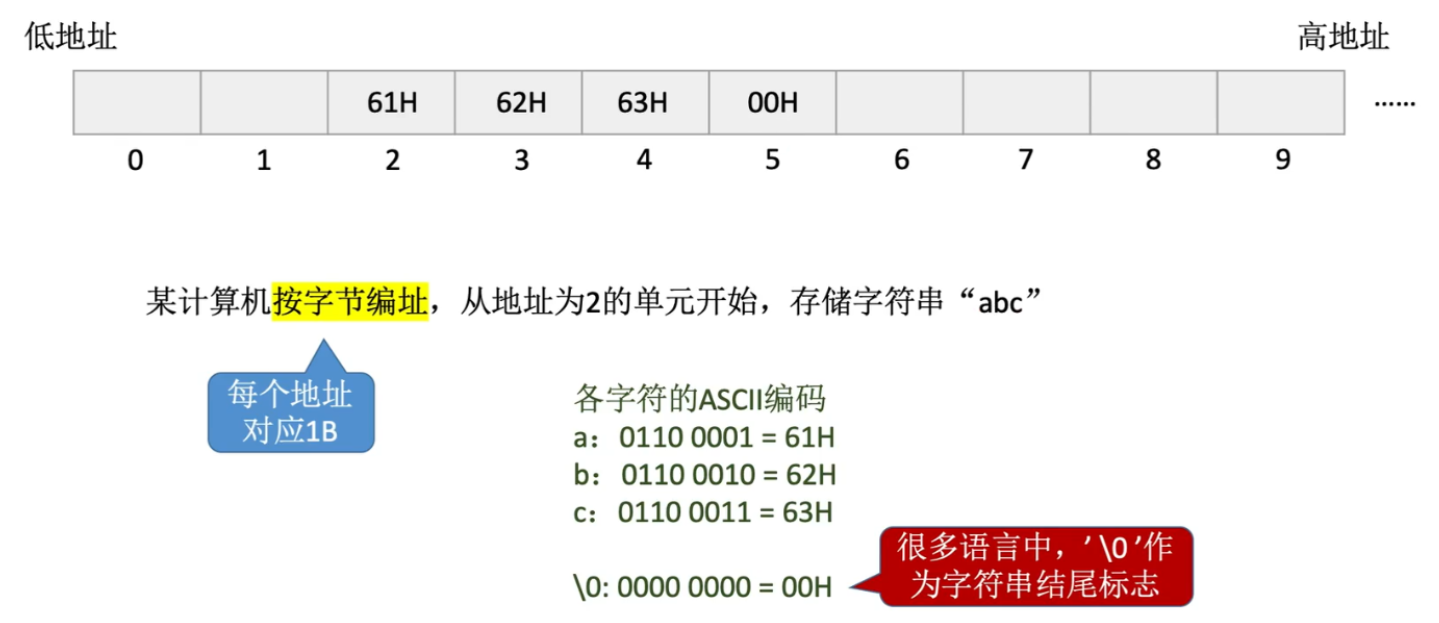 低地址 高地址
61H 62H 63H 00H ......
0 1 2 3 4 5 6 7 8 9
某计算机按字节编址，从地址为2的单元开始，存储字符串“abc”
每个地址
对应1B
各字符的ASCII编码
a： 0110 0001 = 61H
b： 0110 0010 = 62H
c： 0110 0011 = 63H
\0: 0000 0000 = 00H
很多语言中，’\0’作
为字符串结尾标志